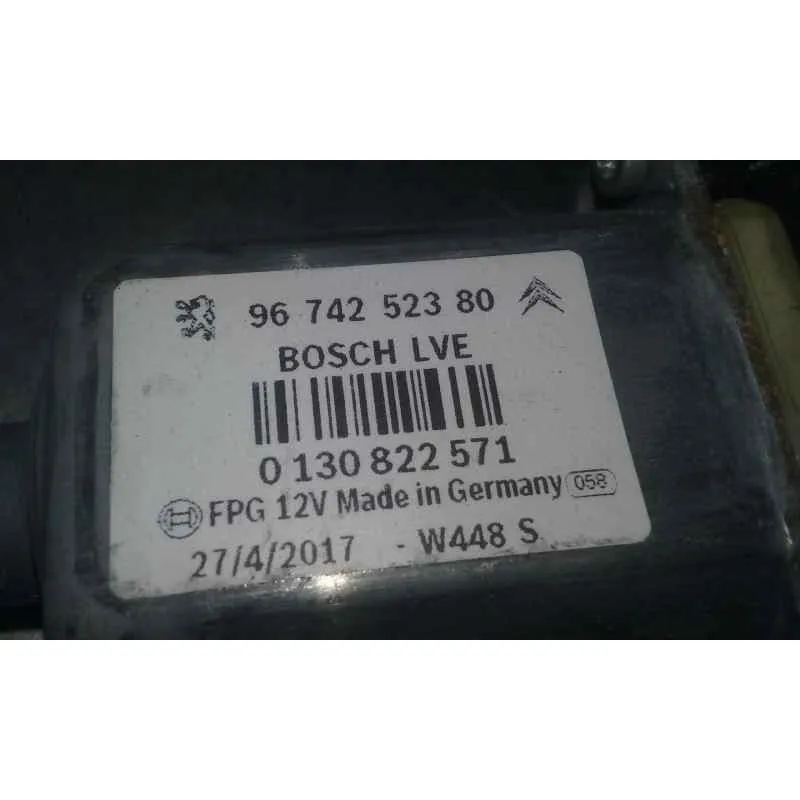 96 742 523 80
BOSCH LVE
0 130 822 571
FPG 12V Made in Germany 058
27/4/2017 - W448 S